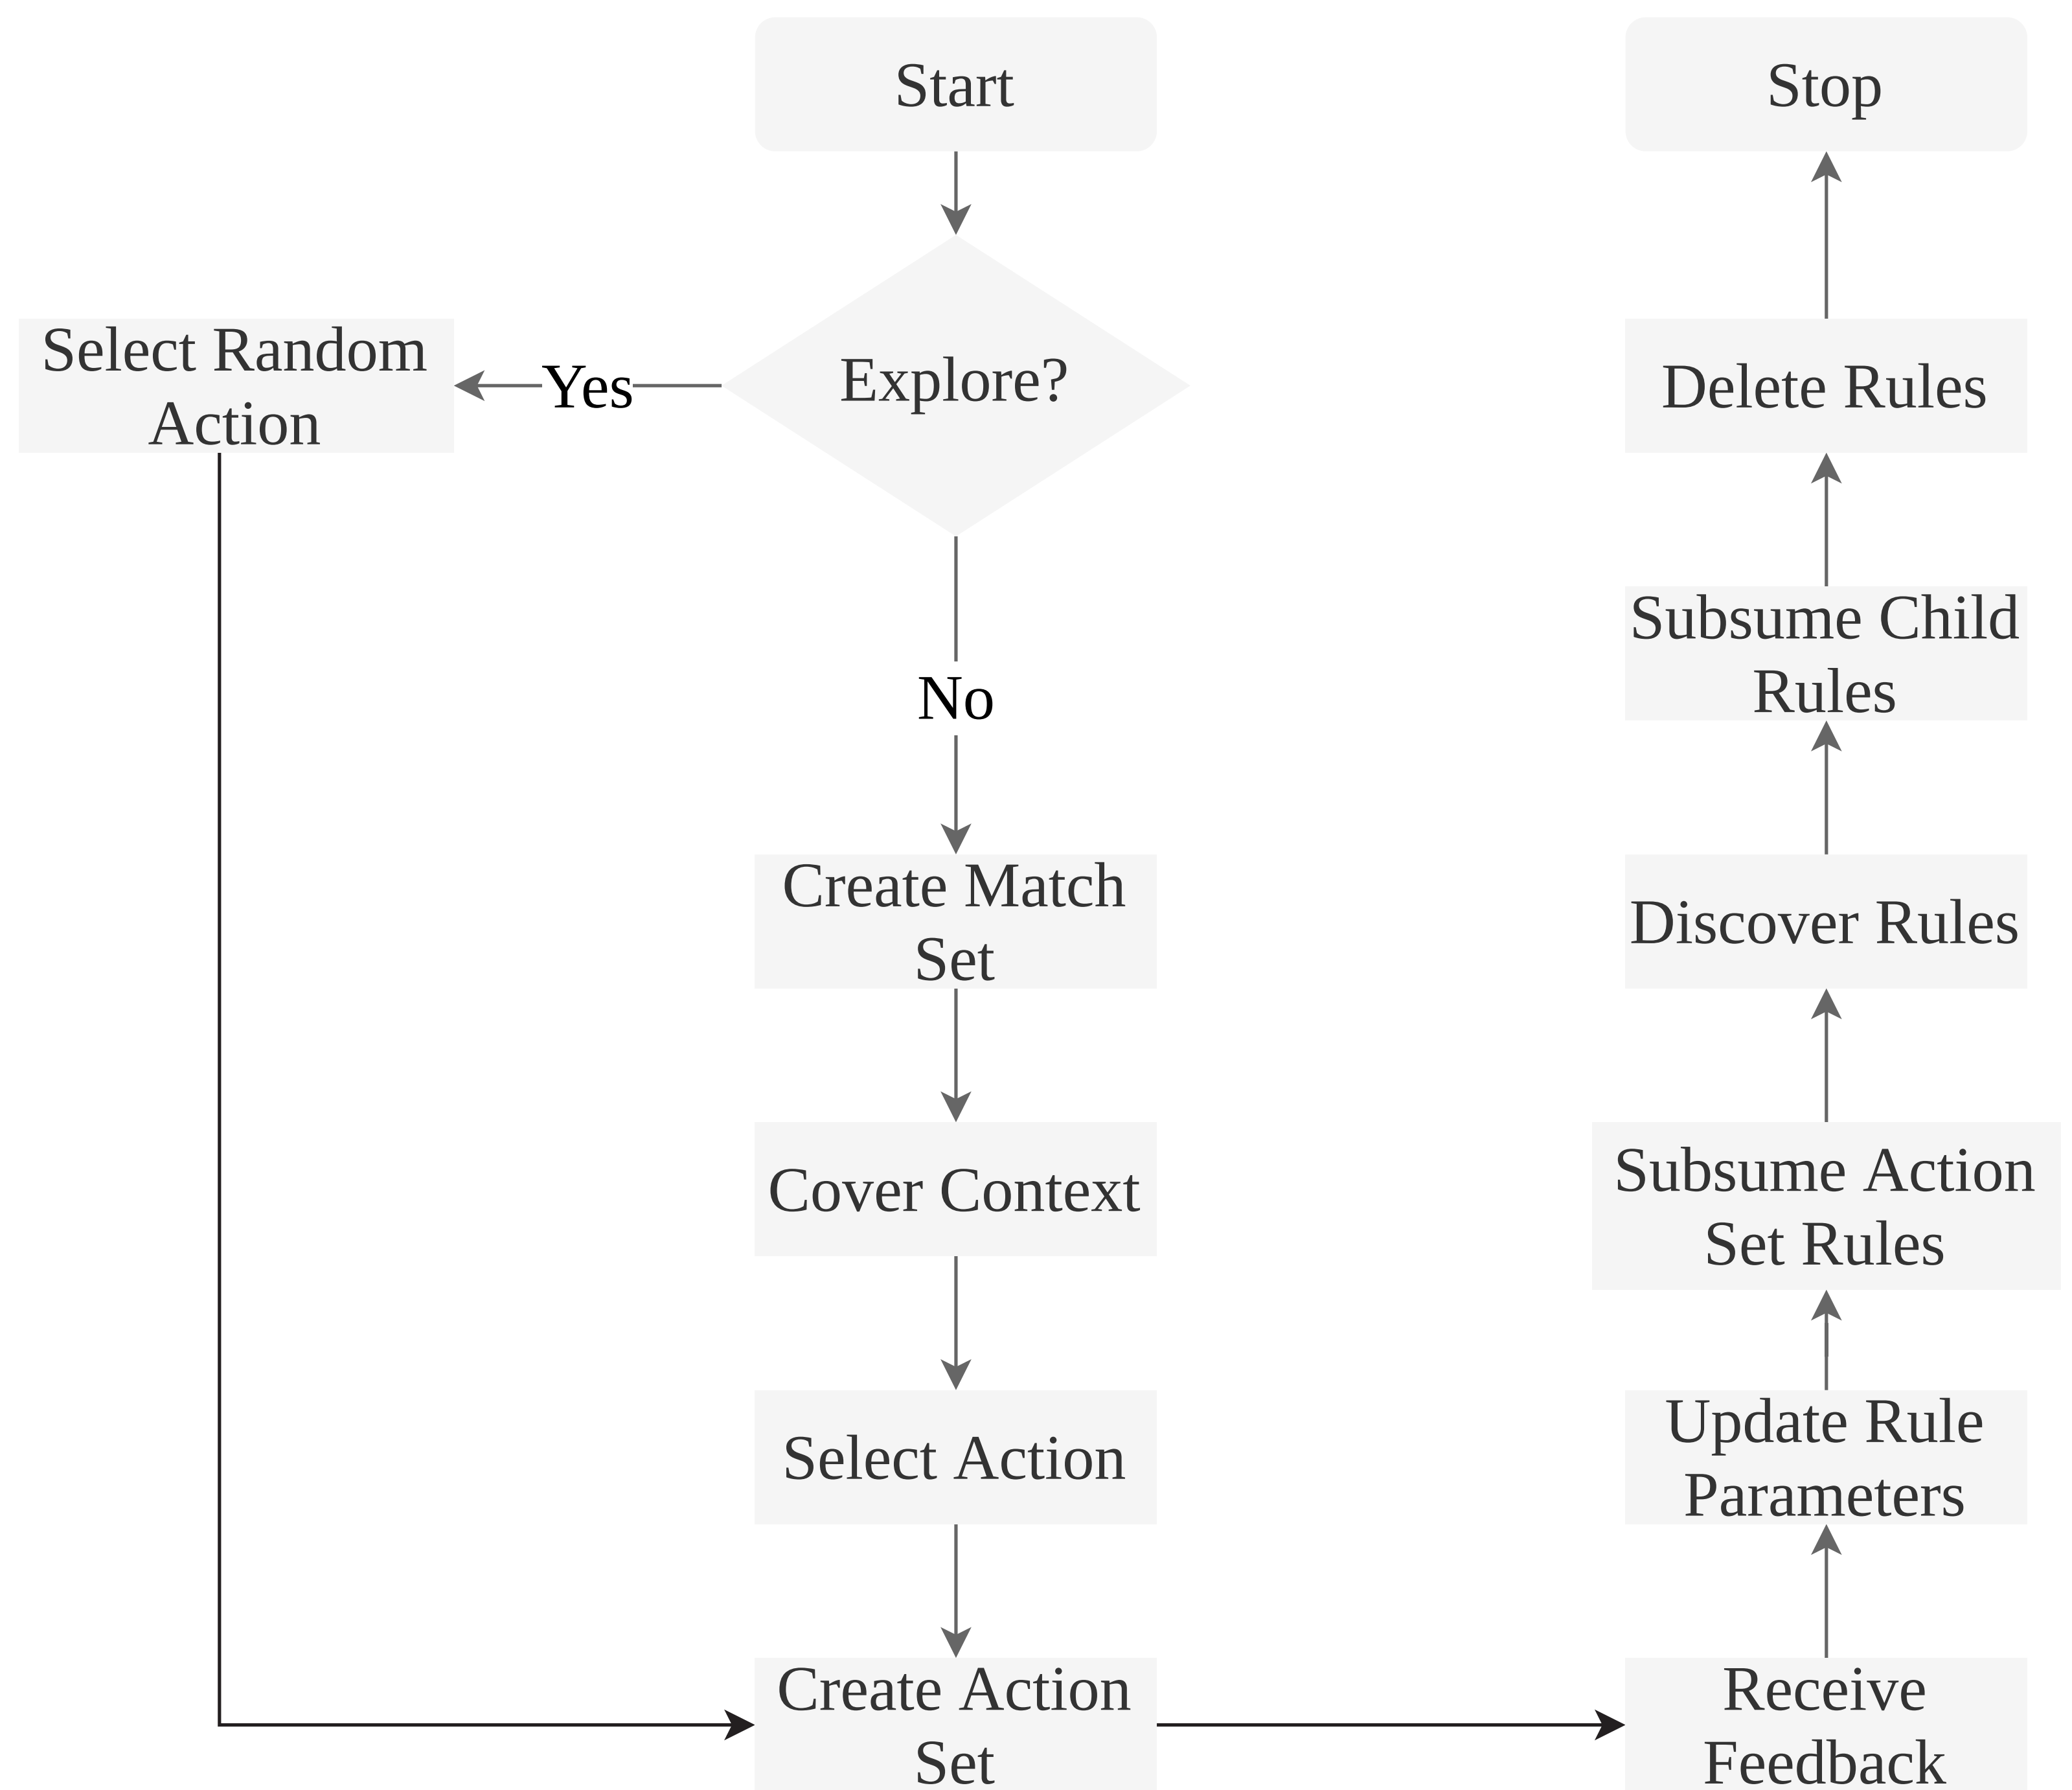 Start
Stop
Select Random
Action
Yes
Explore?
Delete Rules
Subsume Child
Rules
No
Create Match
Set
Discover Rules
Cover Context
Subsume Action
Set Rules
Select Action
Update Rule
Parameters
Create Action
Set
Receive
Feedback